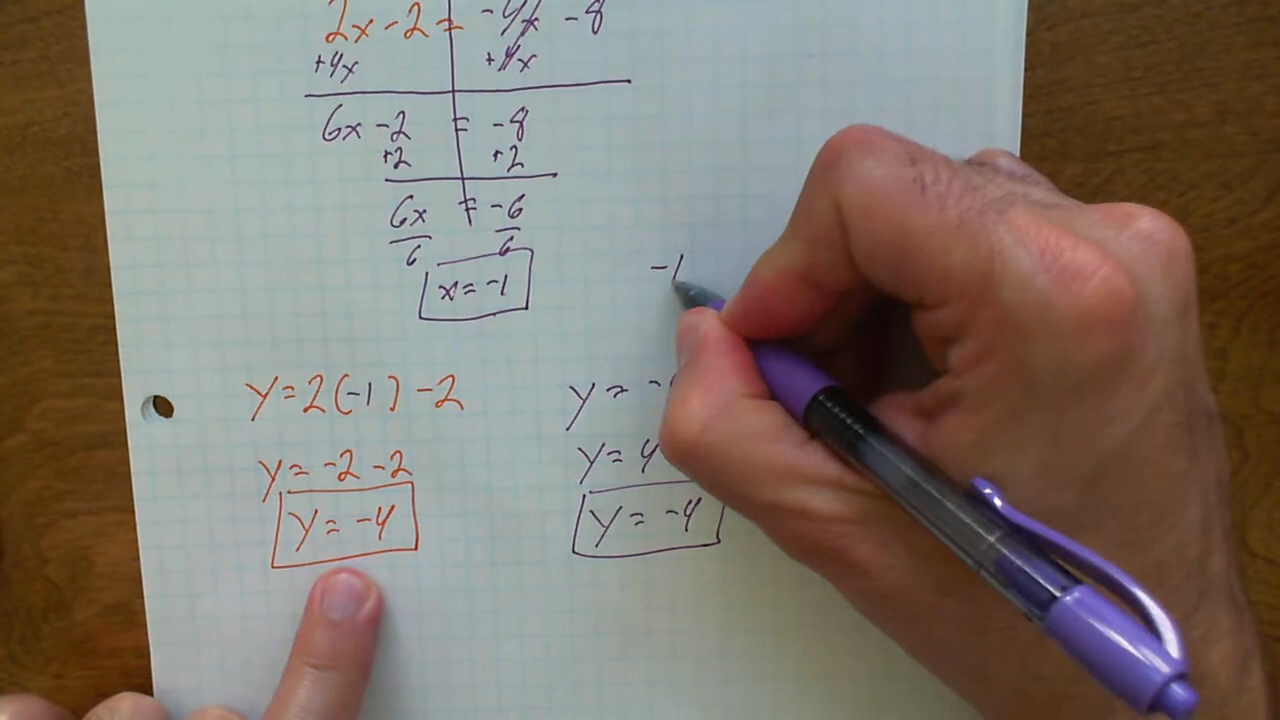 2x - 2 = -4x - 8
+4x +4x
6x - 2 = -8
+2 +2
6x = -6
6 6
x = -1
-1
y = 2(-1) - 2
y = -2 - 2
y = -4
y = -
y = 4
y = -4